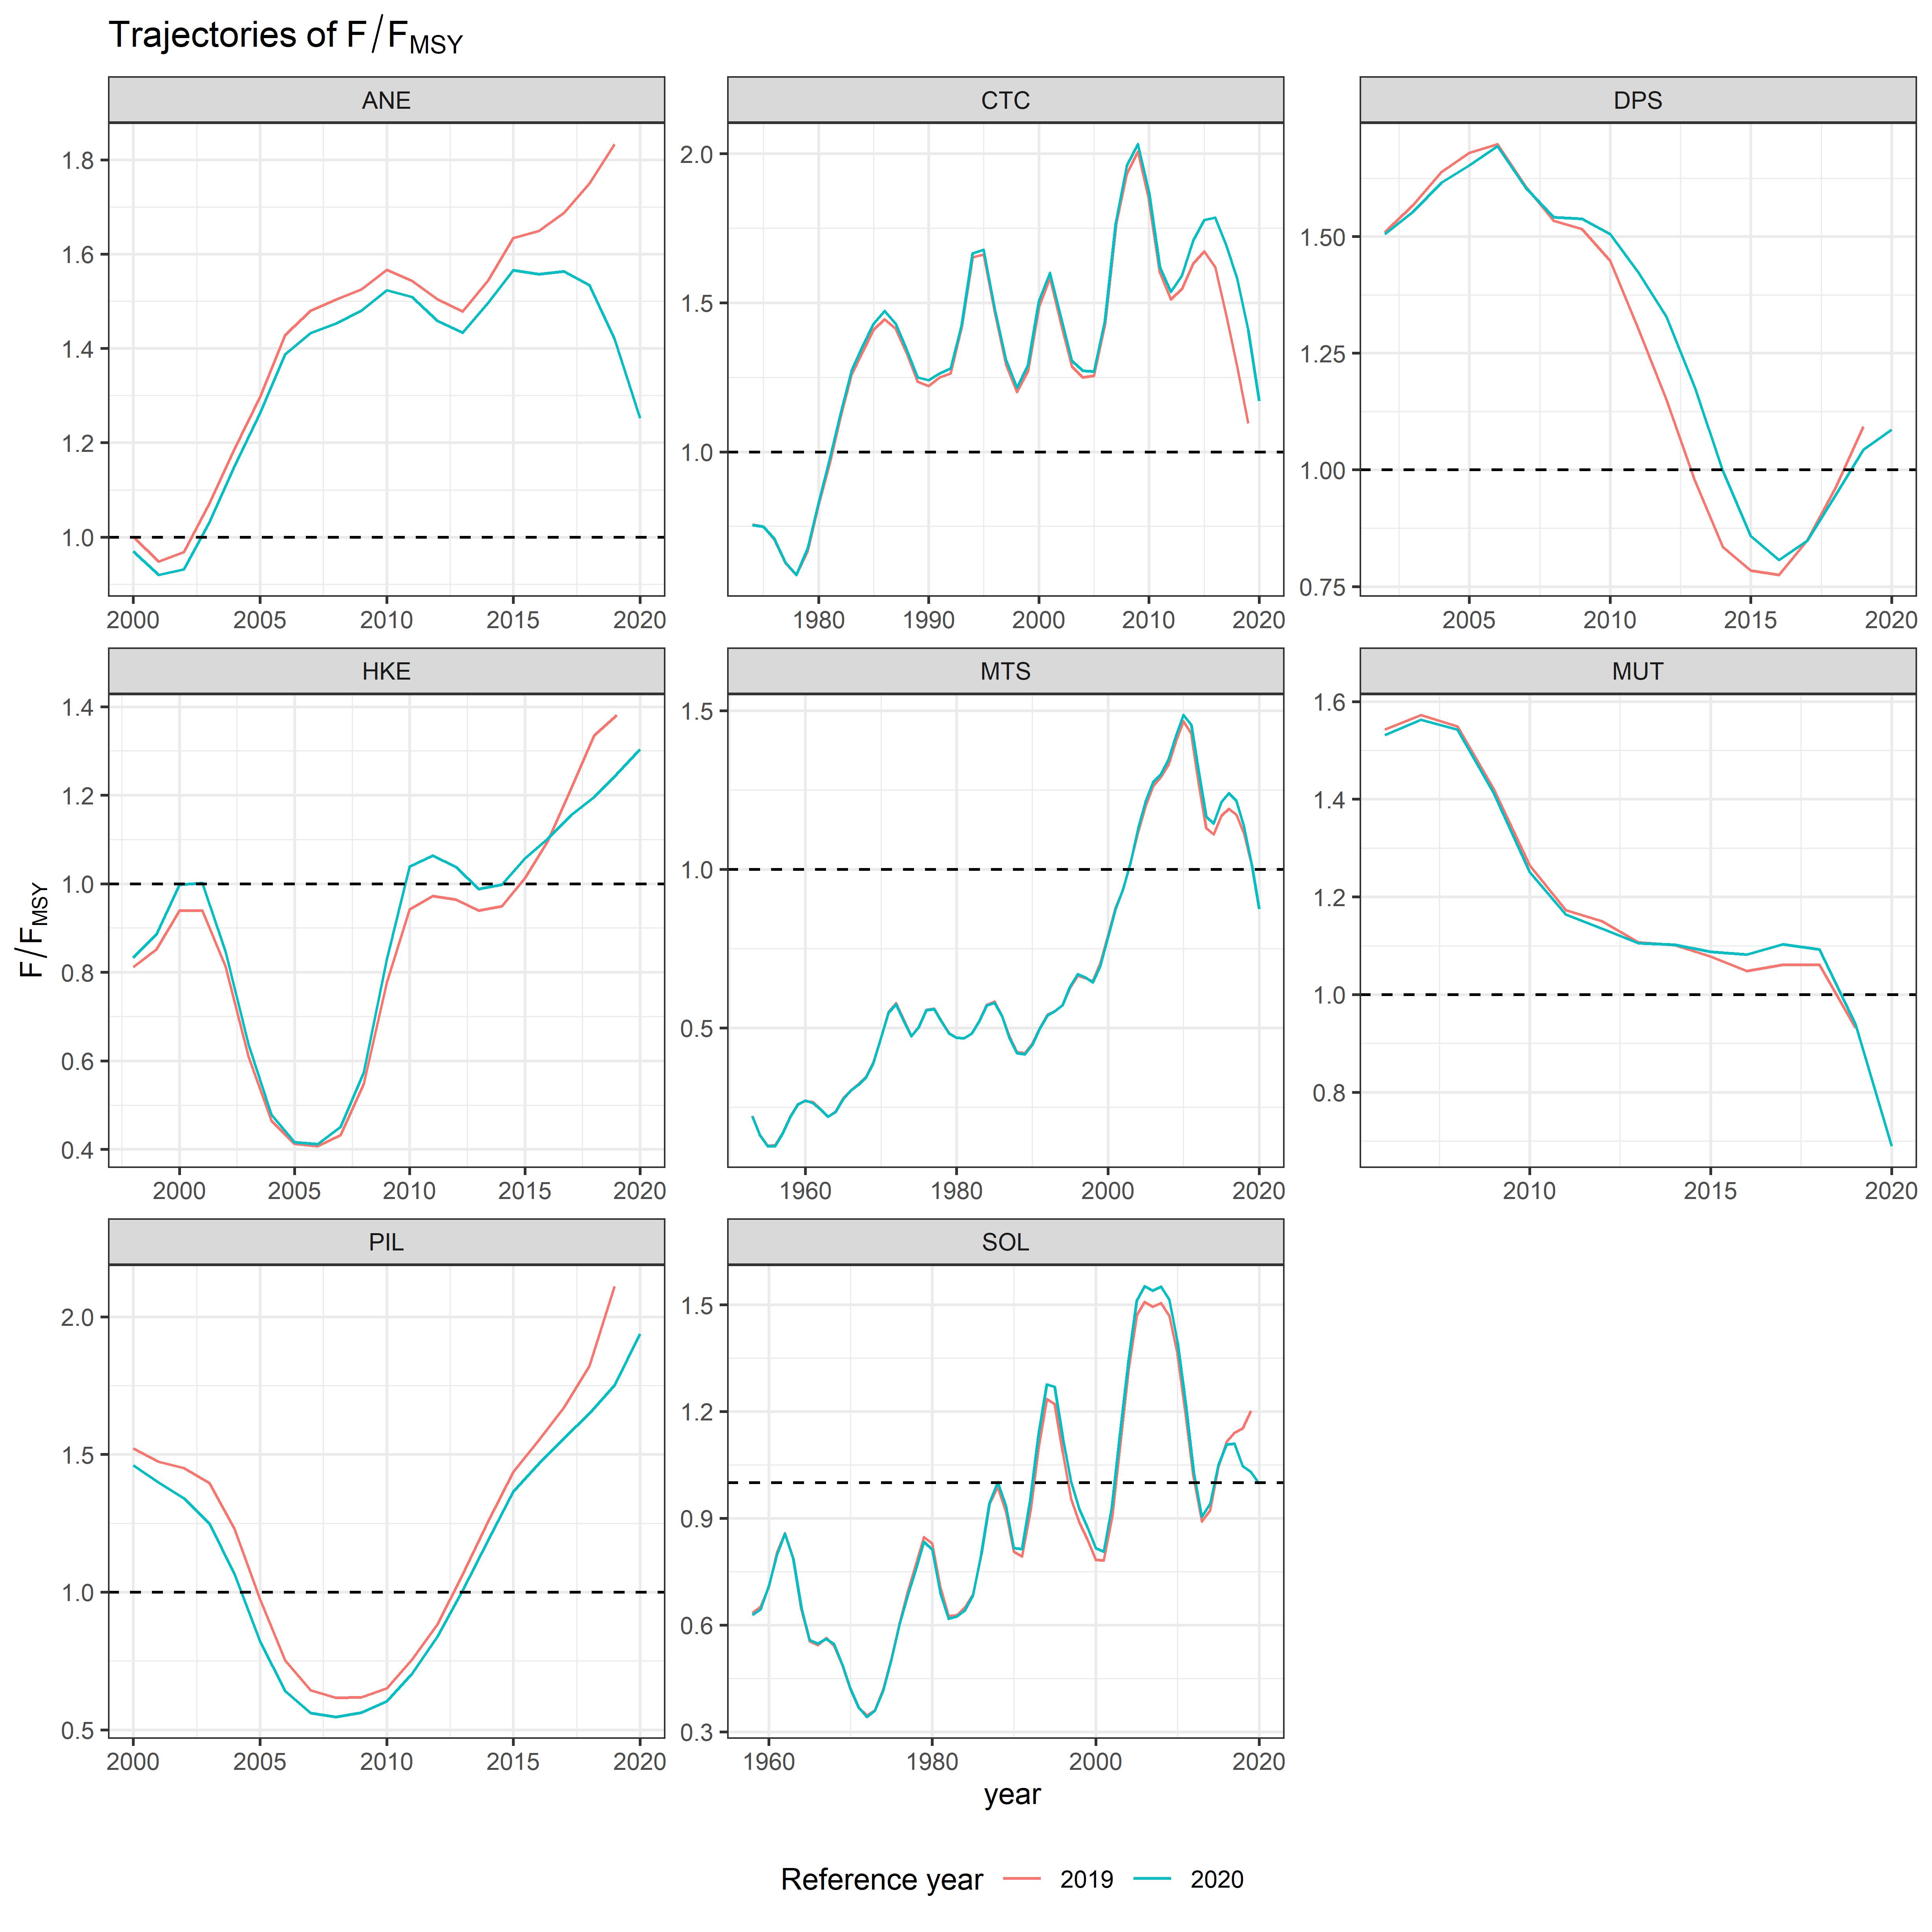 Trajectories of F/FMSY
ANE CTC DPS
1.8 1.6 1.4 1.2 1.0
2.0 1.5 1.0
1.50 1.25 1.00 0.75
2000 2005 2010 2015 2020
1980 1990 2000 2010 2020
2005 2010 2015 2020
HKE MTS MUT
1.4 1.2 1.0 0.8 0.6 0.4
1.5 1.0 0.5
1.6 1.4 1.2 1.0 0.8
2000 2005 2010 2015 2020
1960 1980 2000 2020
2010 2015 2020
F/FMSY
PIL SOL
2.0 1.5 1.0 0.5
1.5 1.2 0.9 0.6 0.3
2000 2005 2010 2015 2020
1960 1980 2000 2020
year
Reference year 2019 2020